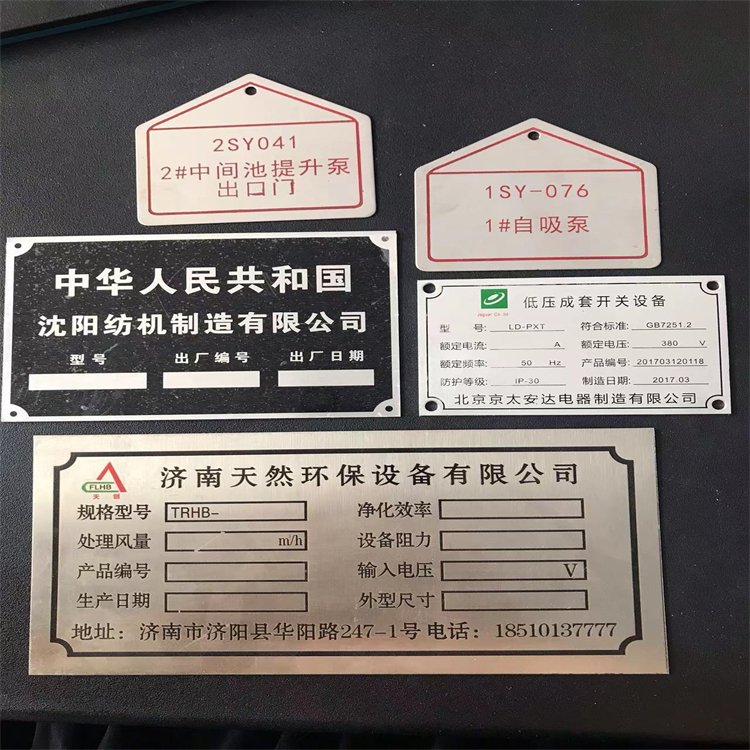 2SY041
2#中间池提升泵
出口门
1SY-076
1#自吸泵
中华人民共和国
沈阳纺机制造有限公司
型号 出厂编号 出厂日期
Jaguar Co. ltd
低压成套开关设备
型 号: LD-PXT 符合标准: GB7251.2
额定电流: A 额定电压: 380 V
额定频率: 50 Hz 产品编号: 201703120118
防护等级: IP-30 制造日期: 2017.03
北京京太安达电器制造有限公司
FLHB
济南天然环保设备有限公司
规格型号 TRHB- 净化效率
处理风量 m/h 设备阻力
产品编号 输入电压 V
生产日期 外型尺寸
地址: 济南市济阳县华阳路247-1号 电话: 18510137777